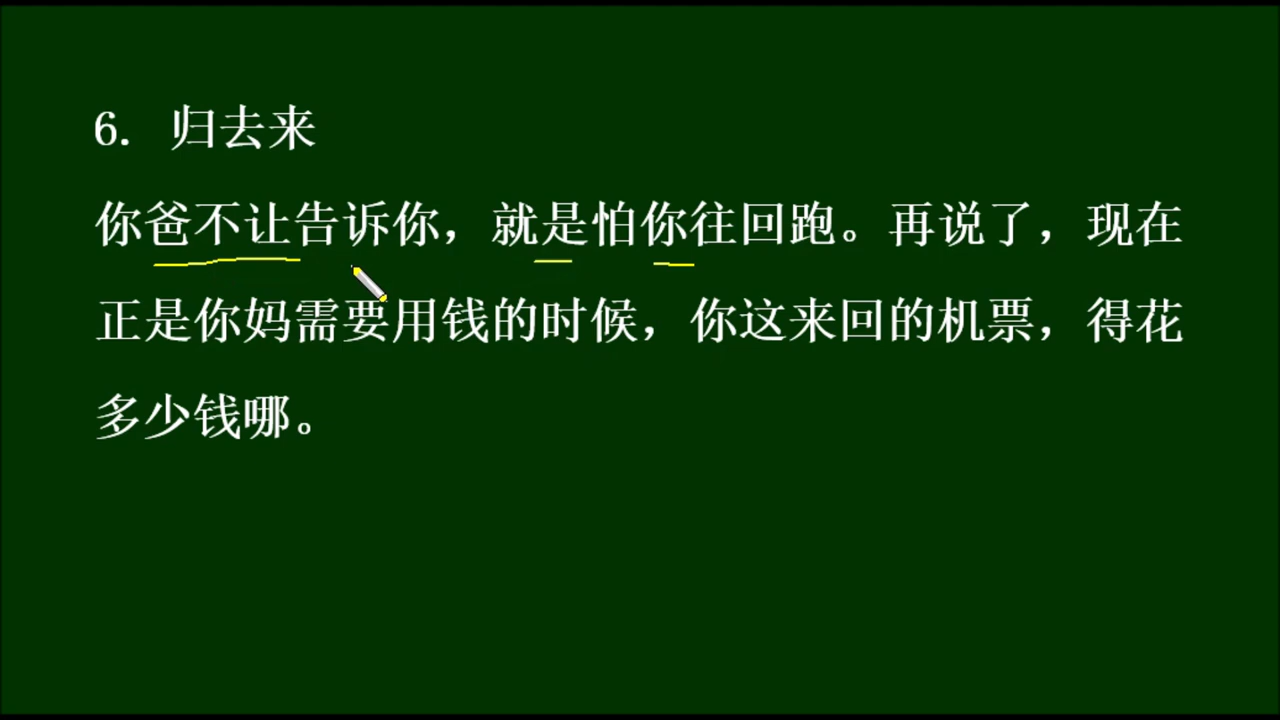 6. 归去来
你爸不让告诉你，就是怕你往回跑。再说了，现在
正是你妈需要用钱的时候，你这来回的机票，得花
多少钱哪。